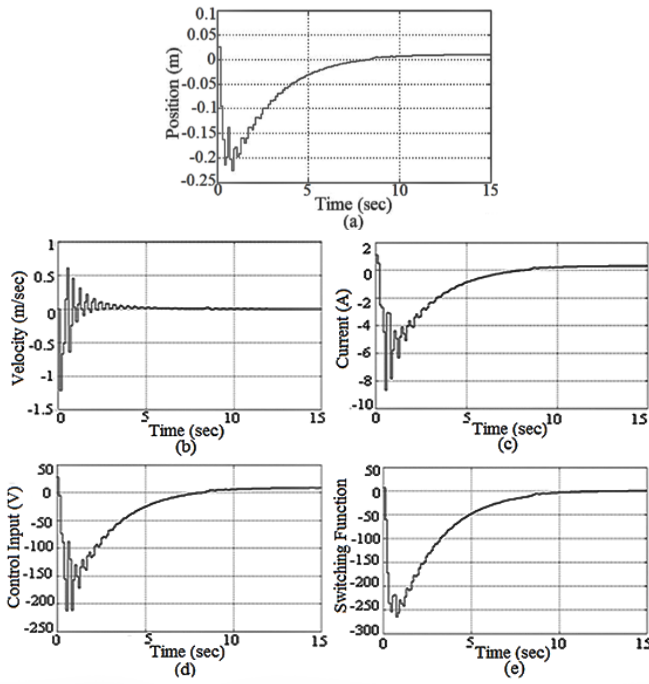 0.1
0.05
0
-0.05
-0.1
-0.15
-0.2
-0.25
Position (m)
0 5 10 15
Time (sec)
(a)
1
0.5
0
-0.5
-1
-1.5
Velocity (m/sec)
0 5 10 15
Time (sec)
(b)
2
0
-2
-4
-6
-8
-10
Current (A)
0 5 10 15
Time (sec)
(c)
50
0
-50
-100
-150
-200
-250
Control Input (V)
0 5 10 15
Time (sec)
(d)
50
0
-50
-100
-150
-200
-250
-300
Switching Function
0 5 10 15
Time (sec)
(e)